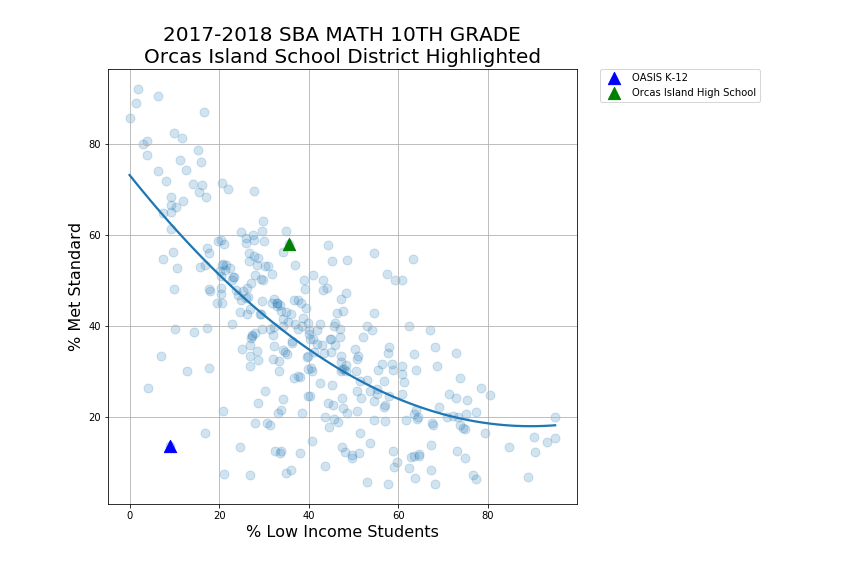 2017-2018 SBA MATH 10TH GRADE
Orcas Island School District Highlighted
OASIS K-12
Orcas Island High School
% Met Standard
80
60
40
20
0 20 40 60 80
% Low Income Students